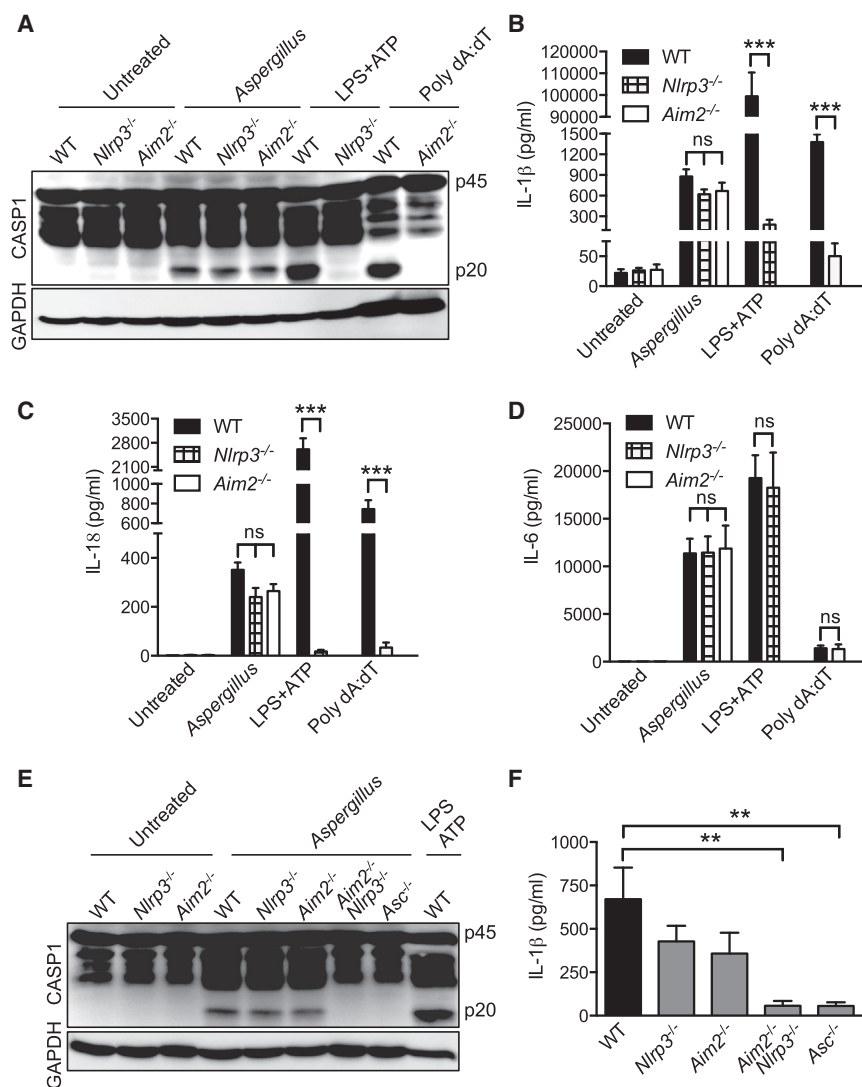 A
Untreated
Aspergillus
LPS+ATP
Poly dA:dT
WT
Nlrp3-/-
Aim2-/-
WT
Nlrp3-/-
Aim2-/-
WT
Nlrp3-/-
WT
Aim2-/-
CASP1
p45
p20
GAPDH
B
IL-1β (pg/ml)
120000
110000
100000
90000
1500
1200
900
600
300
50
0
WT
Nlrp3-/-
Aim2-/-
ns
***
***
Untreated
Aspergillus
LPS+ATP
Poly dA:dT
C
IL-18 (pg/ml)
3500
2800
2100
1000
800
600
400
200
0
WT
Nlrp3-/-
Aim2-/-
ns
***
***
Untreated
Aspergillus
LPS+ATP
Poly dA:dT
D
IL-6 (pg/ml)
25000
20000
15000
10000
5000
0
WT
Nlrp3-/-
Aim2-/-
ns
ns
ns
Untreated
Aspergillus
LPS+ATP
Poly dA:dT
E
Untreated
Aspergillus
LPS
ATP
WT
Nlrp3-/-
Aim2-/-
WT
Nlrp3-/-
Aim2-/-
Aim2-/-
Nlrp3-/-
Asc-/-
WT
CASP1
p45
p20
GAPDH
F
IL-1β (pg/ml)
1000
750
500
250
0
**
**
WT
Nlrp3-/-
Aim2-/-
Aim2-/-
Nlrp3-/-
Asc-/-